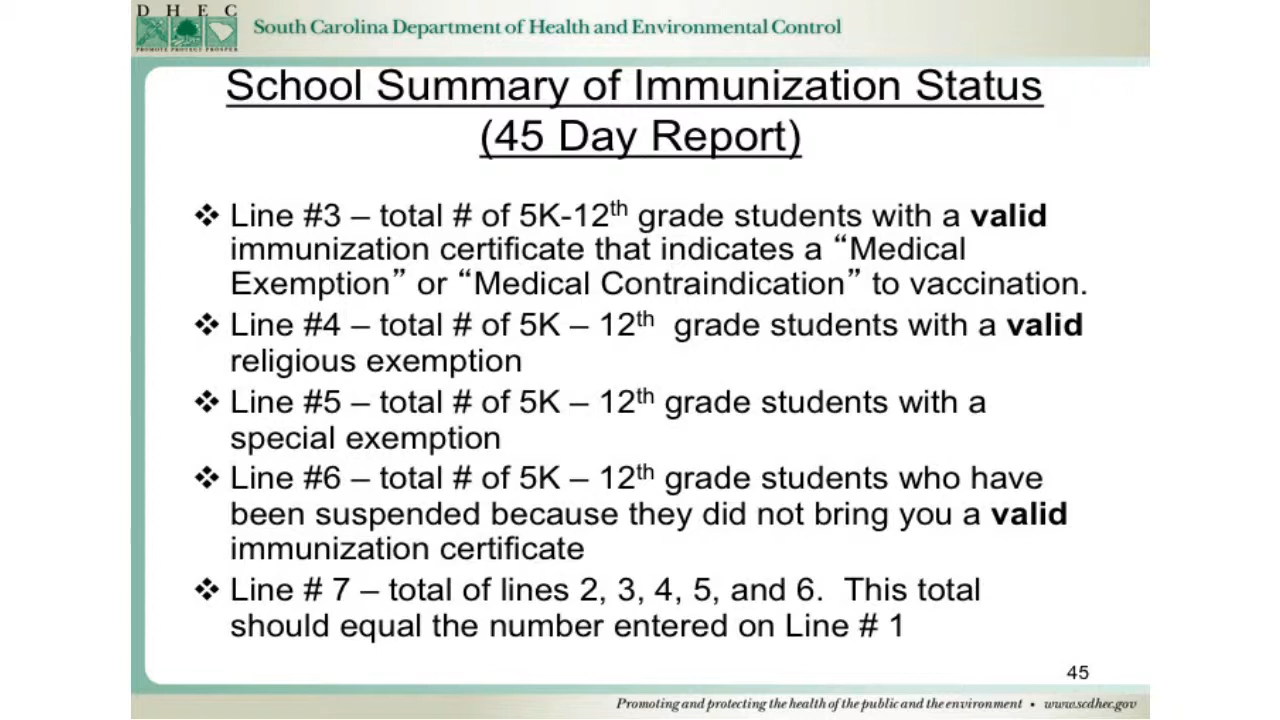 D H E C
PROMOTE PROTECT PROSPER
South Carolina Department of Health and Environmental Control
School Summary of Immunization Status
(45 Day Report)
❖ Line #3 – total # of 5K-12th grade students with a valid
immunization certificate that indicates a “Medical
Exemption” or “Medical Contraindication” to vaccination.
❖ Line #4 – total # of 5K – 12th grade students with a valid
religious exemption
❖ Line #5 – total # of 5K – 12th grade students with a
special exemption
❖ Line #6 – total # of 5K – 12th grade students who have
been suspended because they did not bring you a valid
immunization certificate
❖ Line # 7 – total of lines 2, 3, 4, 5, and 6. This total
should equal the number entered on Line # 1
45
Promoting and protecting the health of the public and the environment • www.scdhec.gov